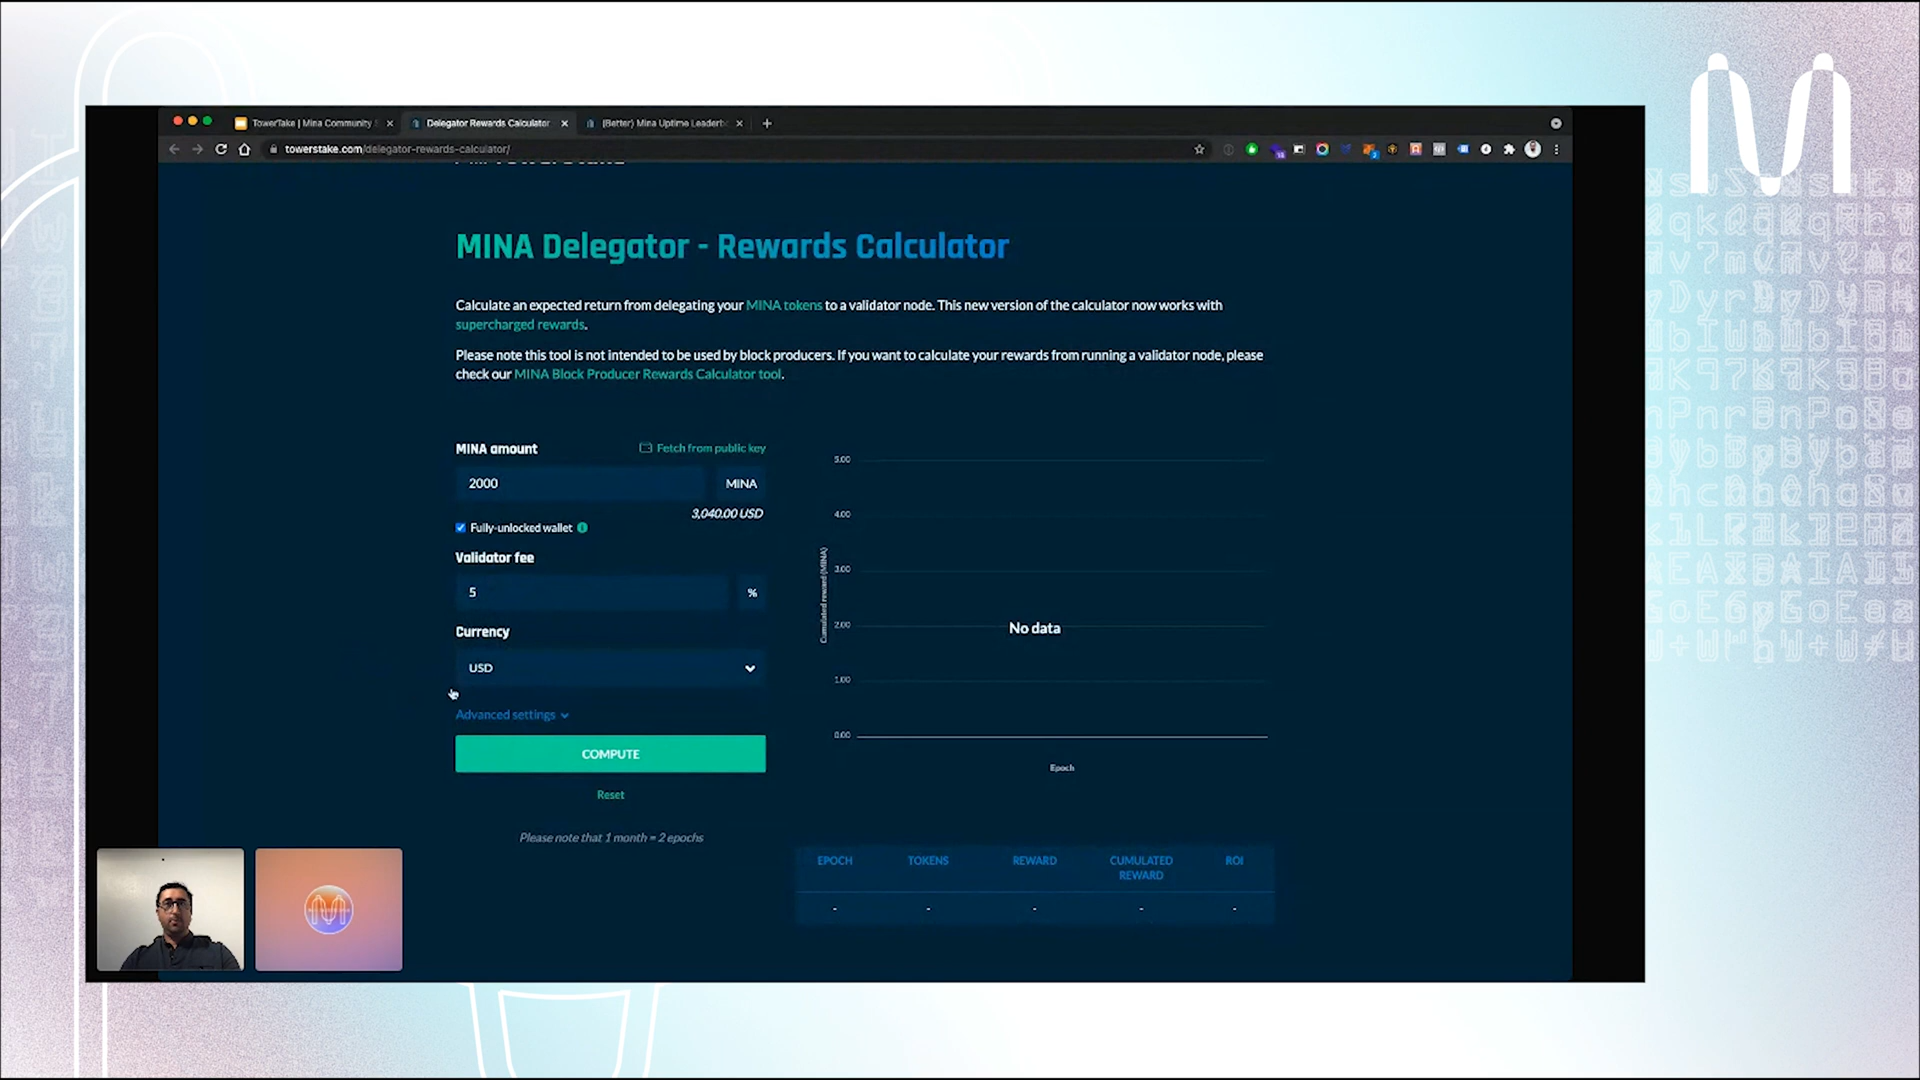 TowerTake | Mina Community
Delegator Rewards Calculator
(Better) Mina Uptime Leaderb
towerstake.com/delegator-rewards-calculator/
MINA Delegator - Rewards Calculator
Calculate an expected return from delegating your MINA tokens to a validator node. This new version of the calculator now works with
supercharged rewards.
Please note this tool is not intended to be used by block producers. If you want to calculate your rewards from running a validator node, please
check our MINA Block Producer Rewards Calculator tool.
MINA amount
Fetch from public key
2000
MINA
3,040.00 USD
Fully-unlocked wallet
Validator fee
5
%
Currency
USD
Advanced settings
COMPUTE
Reset
Please note that 1 month = 2 epochs
5.00
4.00
3.00
2.00
1.00
0.00
Cumulated reward (MINA)
No data
Epoch
EPOCH TOKENS REWARD CUMULATED REWARD ROI
- - - - -